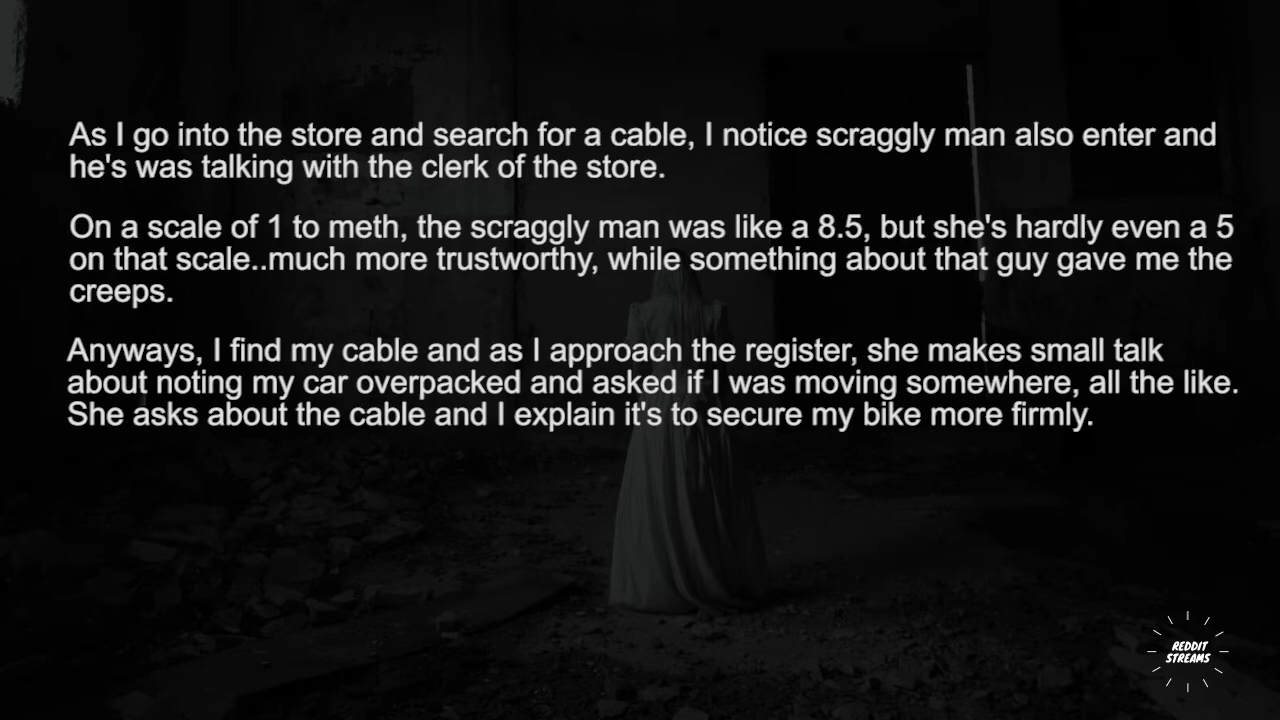 As I go into the store and search for a cable, I notice scraggly man also enter and
he's was talking with the clerk of the store.
On a scale of 1 to meth, the scraggly man was like a 8.5, but she's hardly even a 5
on that scale..much more trustworthy, while something about that guy gave me the
creeps.
Anyways, I find my cable and as I approach the register, she makes small talk
about noting my car overpacked and asked if I was moving somewhere, all the like.
She asks about the cable and I explain it's to secure my bike more firmly.
REDDIT
STREAMS